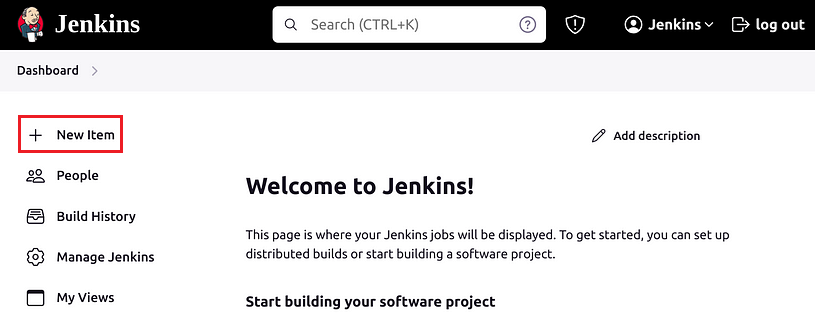 Jenkins
Search (CTRL+K)
?
Jenkins
log out
Dashboard
New Item
Add description
People
Welcome to Jenkins!
Build History
This page is where your Jenkins jobs will be displayed. To get started, you can set up
distributed builds or start building a software project.
Manage Jenkins
My Views
Start building your software project